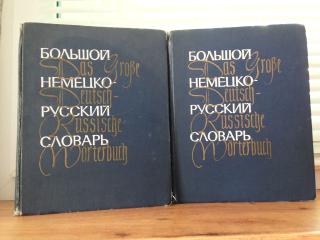 БОЛЬШОЙ
Das Große
НЕМЕЦКО-
Deutsch-
РУССКИЙ
Russische
СЛОВАРЬ
Wörterbuch
БОЛЬШОЙ
Das Große
НЕМЕЦКО-
Deutsch-
РУССКИЙ
Russische
СЛОВАРЬ
Wörterbuch